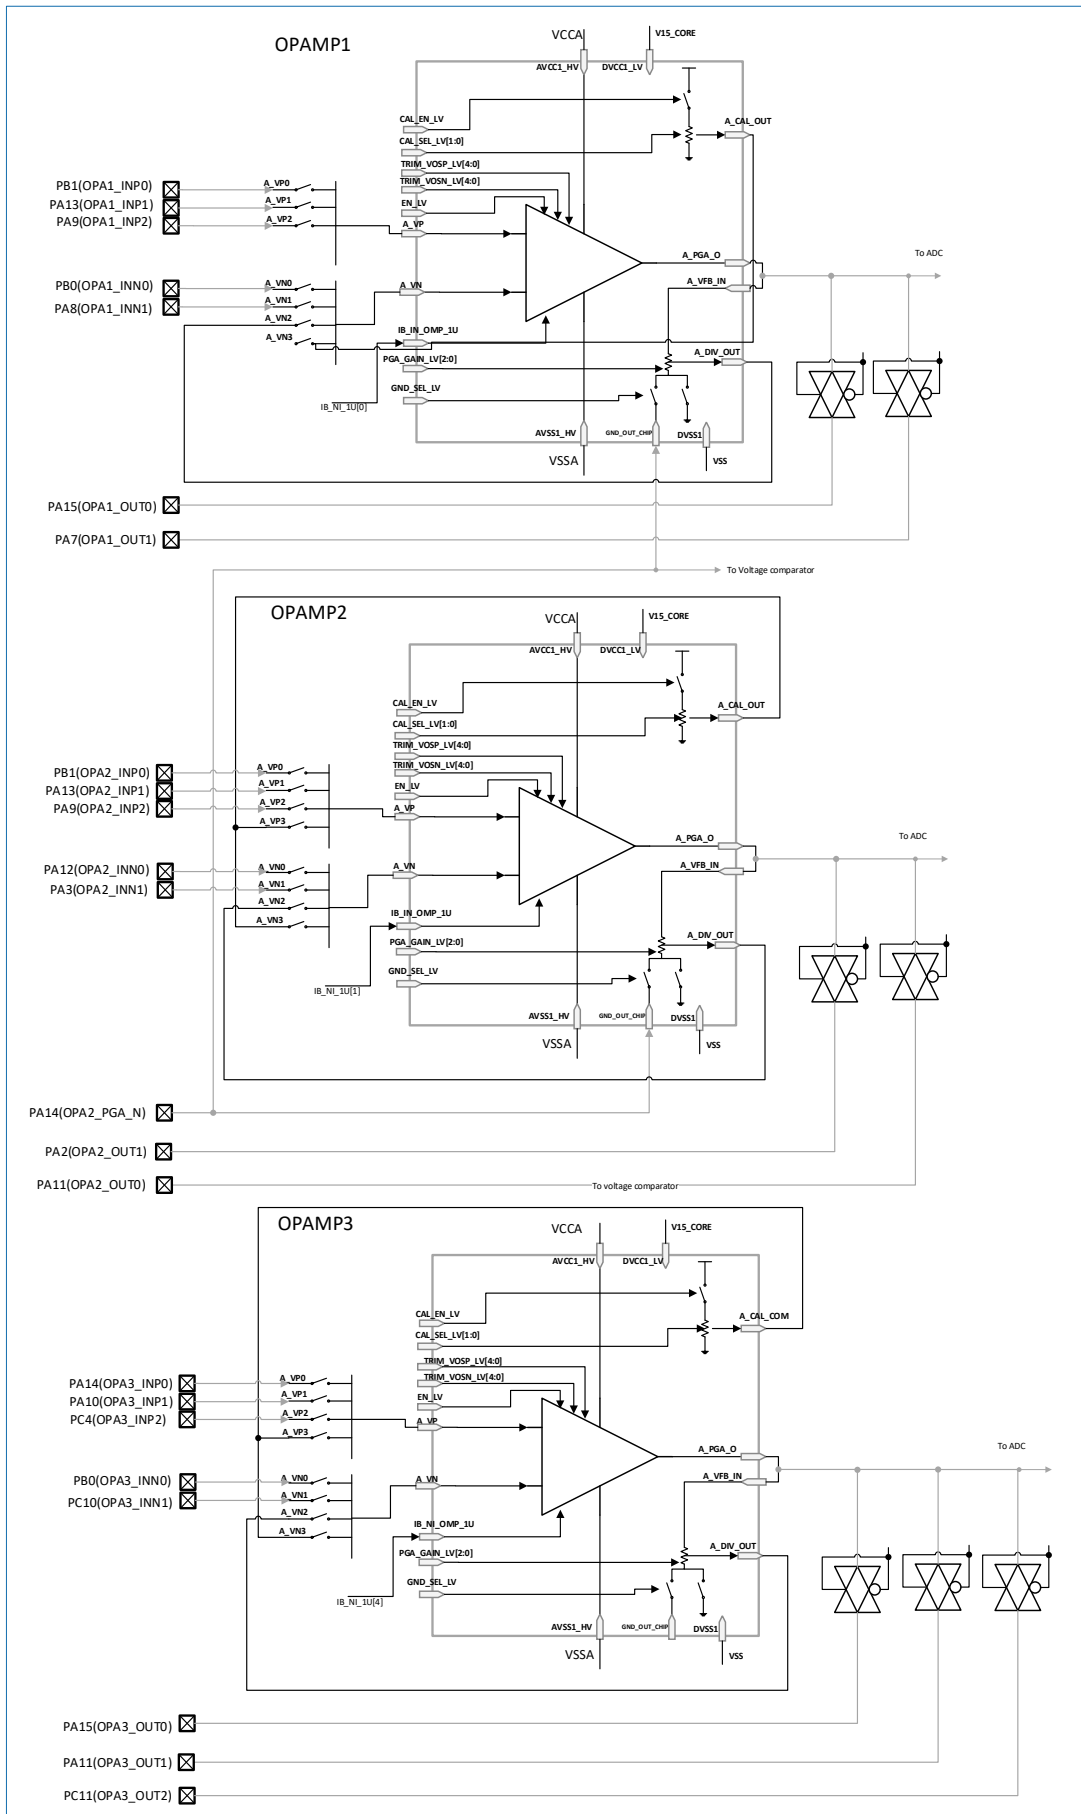 OPAMP1
VCCA
V15_CORE
AVCC1_HV
DVCC1_LV
CAL_EN_LV
A_CAL_OUT
CAL_SEL_LV[1:0]
TRIM_VOSP_LV[4:0]
TRIM_VOSN_LV[4:0]
PB1(OPA1_INP0)
A_VP0
PA13(OPA1_INP1)
A_VP1
EN_LV
PA9(OPA1_INP2)
A_VP2
A_VP
To ADC
A_PGA_O
A_VFB_IN
PB0(OPA1_INN0)
A_VN0
A_VN
PA8(OPA1_INN1)
A_VN1
A_VN2
A_VN3
IB_IN_OMP_1U
A_DIV_OUT
PGA_GAIN_LV[2:0]
GND_SEL_LV
IB_NI_1U[0]
AVSS1_HV
GND_OUT_CHIP
DVSS1
VSSA
VSS
PA15(OPA1_OUT0)
PA7(OPA1_OUT1)
To Voltage comparator
OPAMP2
VCCA
V15_CORE
AVCC1_HV
DVCC1_LV
CAL_EN_LV
A_CAL_OUT
CAL_SEL_LV[1:0]
TRIM_VOSP_LV[4:0]
TRIM_VOSN_LV[4:0]
PB1(OPA2_INP0)
A_VP0
PA13(OPA2_INP1)
A_VP1
EN_LV
PA9(OPA2_INP2)
A_VP2
A_VP
A_VP3
To ADC
A_PGA_O
A_VFB_IN
PA12(OPA2_INN0)
A_VN0
A_VN
PA3(OPA2_INN1)
A_VN1
A_VN2
A_VN3
IB_IN_OMP_1U
A_DIV_OUT
PGA_GAIN_LV[2:0]
GND_SEL_LV
IB_NI_1U[1]
AVSS1_HV
GND_OUT_CHIP
DVSS1
VSSA
VSS
PA14(OPA2_PGA_N)
PA2(OPA2_OUT1)
PA11(OPA2_OUT0)
To voltage comparator
OPAMP3
VCCA
V15_CORE
AVCC1_HV
DVCC1_LV
CAL_EN_LV
A_CAL_COM
CAL_SEL_LV[1:0]
TRIM_VOSP_LV[4:0]
TRIM_VOSN_LV[4:0]
PA14(OPA3_INP0)
A_VP0
PA10(OPA3_INP1)
A_VP1
EN_LV
PC4(OPA3_INP2)
A_VP2
A_VP
A_VP3
To ADC
A_PGA_O
A_VFB_IN
PB0(OPA3_INN0)
A_VN0
A_VN
PC10(OPA3_INN1)
A_VN1
A_VN2
A_VN3
IB_NI_OMP_1U
A_DIV_OUT
PGA_GAIN_LV[2:0]
GND_SEL_LV
IB_NI_1U[4]
AVSS1_HV
GND_OUT_CHIP
DVSS1
VSSA
VSS
PA15(OPA3_OUT0)
PA11(OPA3_OUT1)
PC11(OPA3_OUT2)